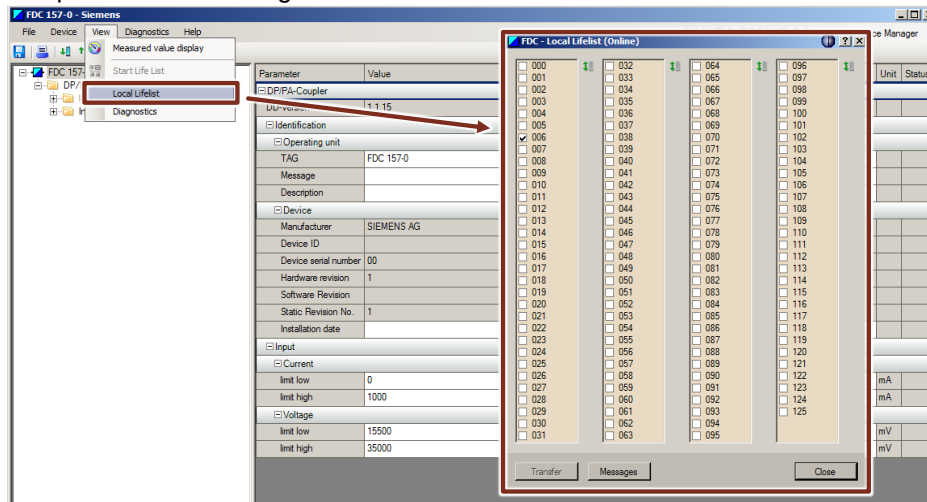 FDC 157-0 - Siemens
File Device View Diagnostics Help
Measured value display
Start Life List
Local Lifelist
Diagnostics
FDC 157-
DP/
Parameter Value Unit Status
DP/PA-Coupler
1.1.15
Identification
Operating unit
TAG FDC 157-0
Message
Description
Device
Manufacturer SIEMENS AG
Device ID
Device serial number 00
Hardware revision 1
Software Revision
Static Revision No. 1
Installation date
Input
Current
limit low 0 mA
limit high 1000 mA
Voltage
limit low 15500 mV
limit high 35000 mV
FDC - Local Lifelist (Online)
000 032 064 096
001 033 065 097
002 034 066 098
003 035 067 099
004 036 068 100
005 037 069 101
006 038 070 102
007 039 071 103
008 040 072 104
009 041 073 105
010 042 074 106
011 043 075 107
012 044 076 108
013 045 077 109
014 046 078 110
015 047 079 111
016 048 080 112
017 049 081 113
018 050 082 114
019 051 083 115
020 052 084 116
021 053 085 117
022 054 086 118
023 055 087 119
024 056 088 120
025 057 089 121
026 058 090 122
027 059 091 123
028 060 092 124
029 061 093 125
030 062 094
031 063 095
Transfer Messages Close
ce Manager